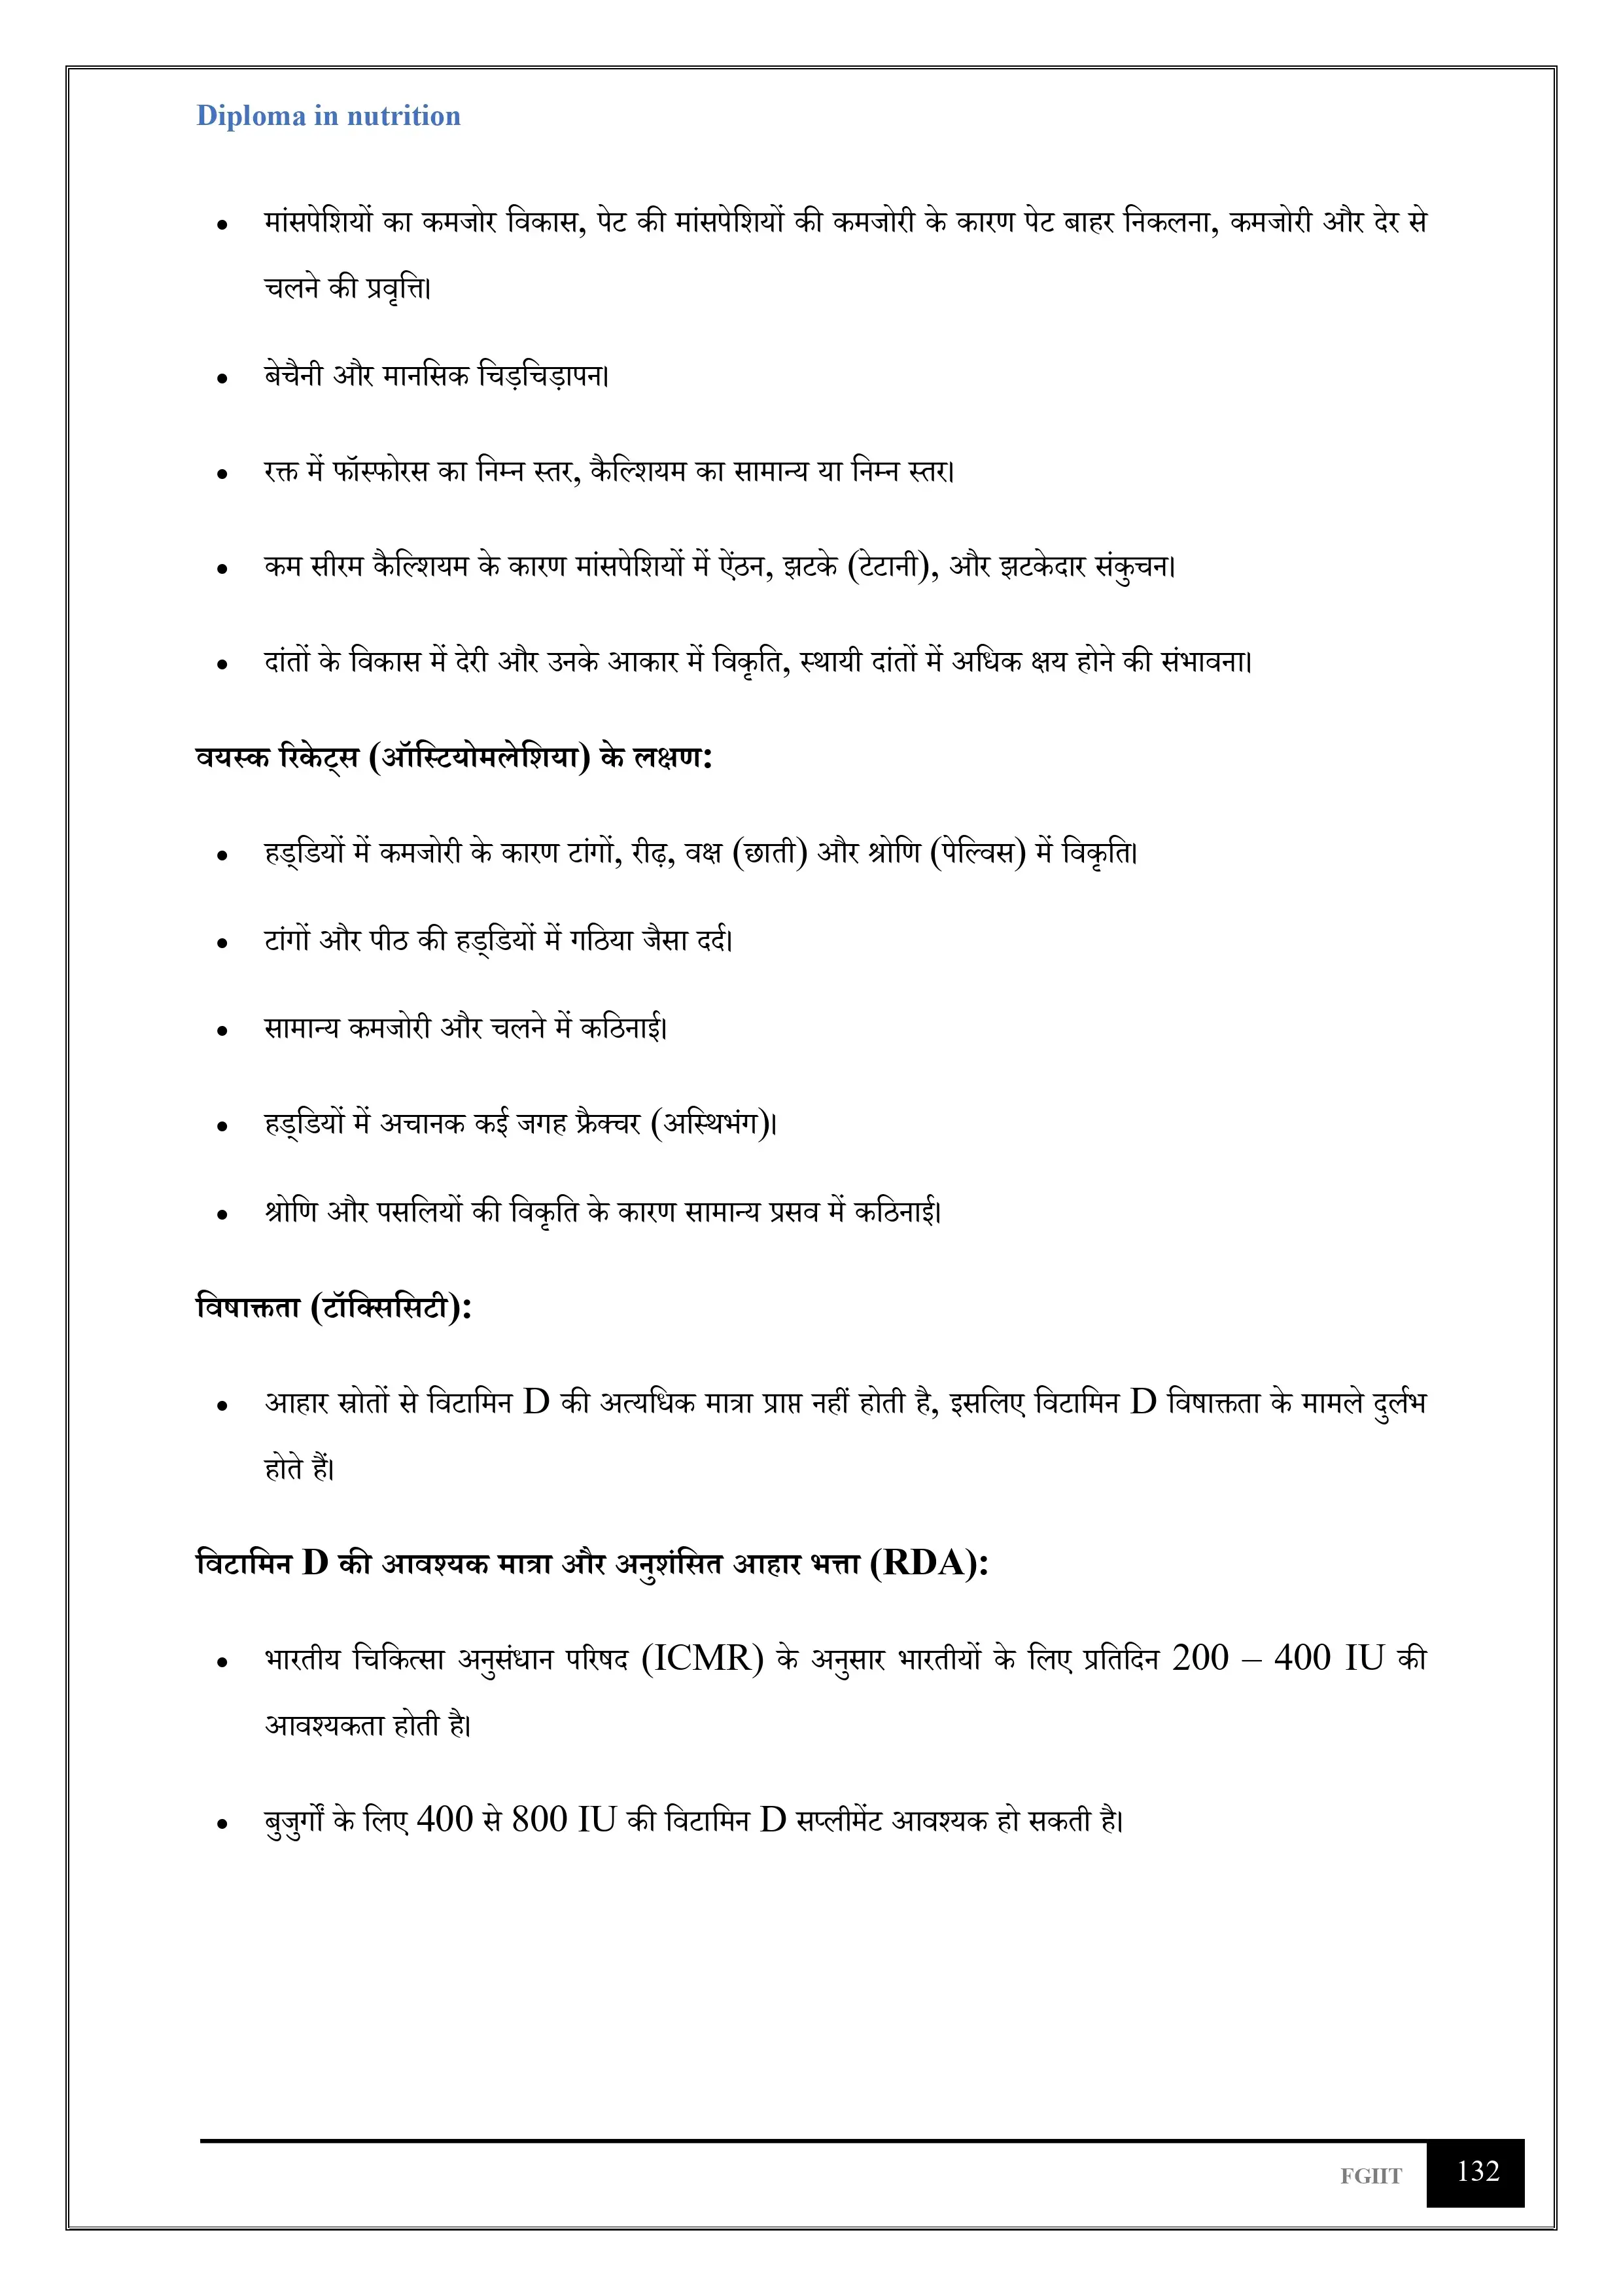 Diploma in nutrition
• मांसपेशियों का कमजोर विकास, पेट की मांसपेशियों की कमजोरी के कारण पेट बाहर निकलना, कमजोरी और देर से
चलने की प्रवृत्ति।
• बेचैनी और मानसिक चिड़चिड़ापन।
• रक्त में फॉस्फोरस का निम्न स्तर, कैल्शियम का सामान्य या निम्न स्तर।
• कम सीरम कैल्शियम के कारण मांसपेशियों में ऐंठन, झटके (टेटानी), और झटकेदार संकुचन।
• दांतों के विकास में देरी और उनके आकार में विकृति, स्थायी दांतों में अधिक क्षय होने की संभावना।
वयस्क रिकेट्स (ऑस्टियोमलेशिया) के लक्षण:
• हड्डियों में कमजोरी के कारण टांगों, रीढ़, वक्ष (छाती) और श्रोणि (पेल्विस) में विकृति।
• टांगों और पीठ की हड्डियों में गठिया जैसा दर्द।
• सामान्य कमजोरी और चलने में कठिनाई।
• हड्डियों में अचानक कई जगह फ्रैक्चर (अस्थिभंग)।
• श्रोणि और पसलियों की विकृति के कारण सामान्य प्रसव में कठिनाई।
विषाक्तता (टॉक्सिसिटी):
• आहार स्रोतों से विटामिन D की अत्यधिक मात्रा प्राप्त नहीं होती है, इसलिए विटामिन D विषाक्तता के मामले दुर्लभ
होते हैं।
विटामिन D की आवश्यक मात्रा और अनुशंसित आहार भत्ता (RDA):
• भारतीय चिकित्सा अनुसंधान परिषद (ICMR) के अनुसार भारतीयों के लिए प्रतिदिन 200 – 400 IU की
आवश्यकता होती है।
• बुजुर्गों के लिए 400 से 800 IU की विटामिन D सप्लीमेंट आवश्यक हो सकती है।
FGIIT 132